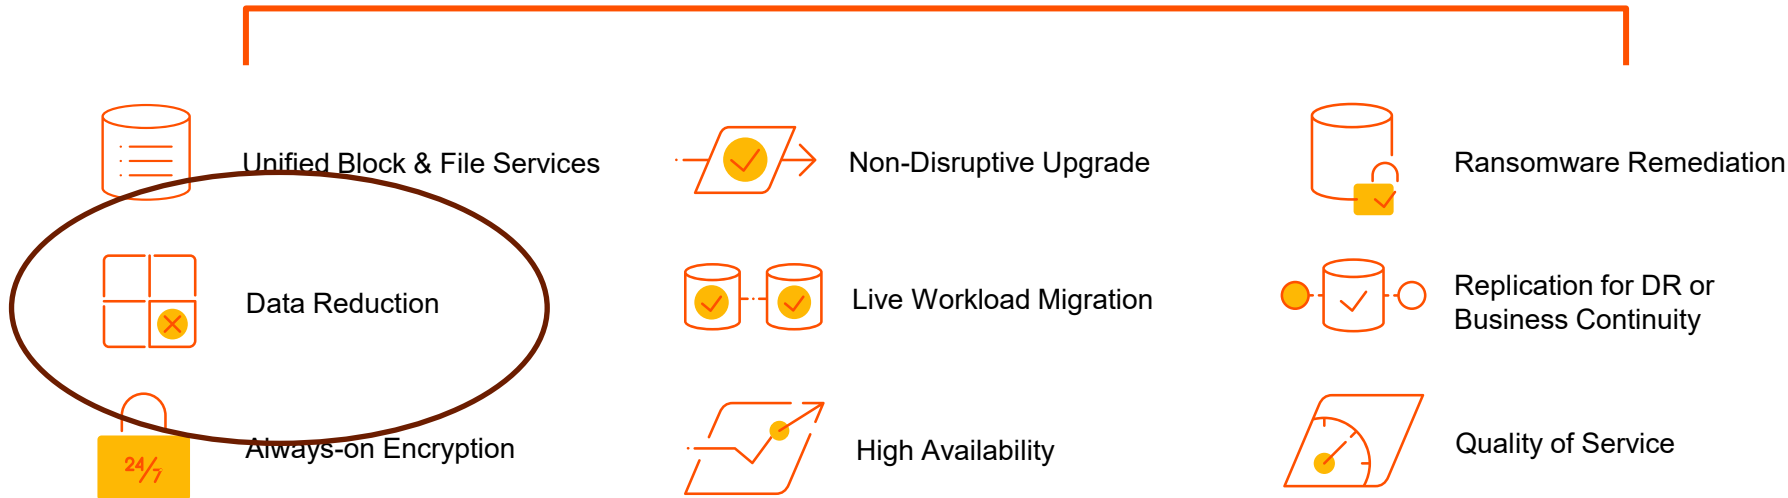 Unified Block & File Services
Non-Disruptive Upgrade
Ransomware Remediation
Data Reduction
Live Workload Migration
Replication for DR or
Business Continuity
24/7
Always-on Encryption
High Availability
Quality of Service